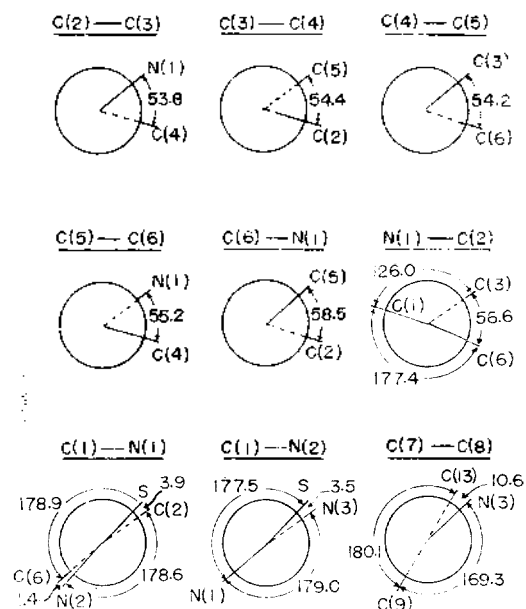 C(2)—C(3) C(3)—C(4) C(4)—C(5)
N(1) C(5) C(3)
53.8 54.4 54.2
C(4) C(2) C(6)
C(5)—C(6) C(6)—N(1) N(1)—C(2)
126.0
N(1) C(5) C(1) C(3)
55.2 58.5 56.6
C(4) C(2) C(6)
177.4
C(1)—N(1) C(1)—N(2) C(7)—C(8)
178.9 S 3.9 177.5 S 3.5 C(13) 10.6
C(2) N(3) N(3)
180.1
C(6) 178.6 N(1) 179.0 169.3
1.4 N(2) C(9)